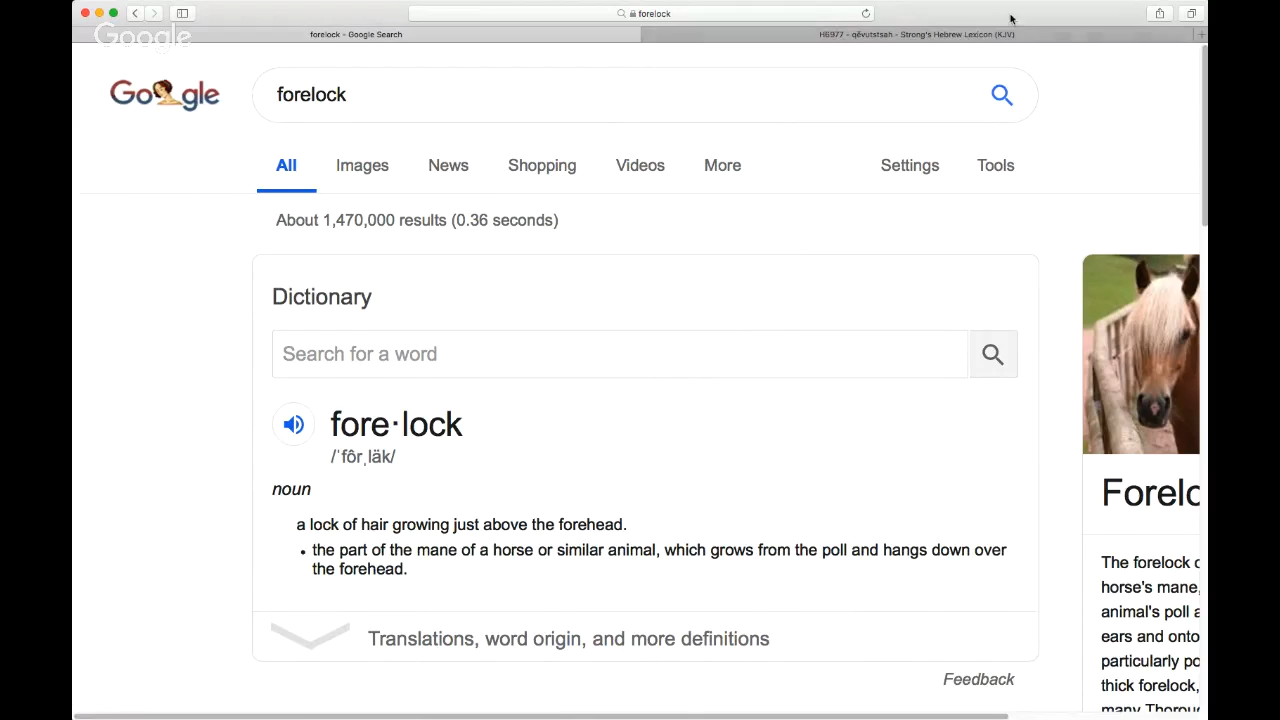 forelock
forelock - Google Search
H6977 - qĕvutstsah - Strong's Hebrew Lexicon (KJV)
Google
Google
forelock
All Images News Shopping Videos More Settings Tools
About 1,470,000 results (0.36 seconds)
Dictionary
Search for a word
fore·lock
/ˈfôrˌläk/
noun
a lock of hair growing just above the forehead.
• the part of the mane of a horse or similar animal, which grows from the poll and hangs down over
the forehead.
Translations, word origin, and more definitions
Feedback
Forelo
The forelock o
horse's mane,
animal's poll a
ears and onto
particularly po
thick forelock,
many Thorou